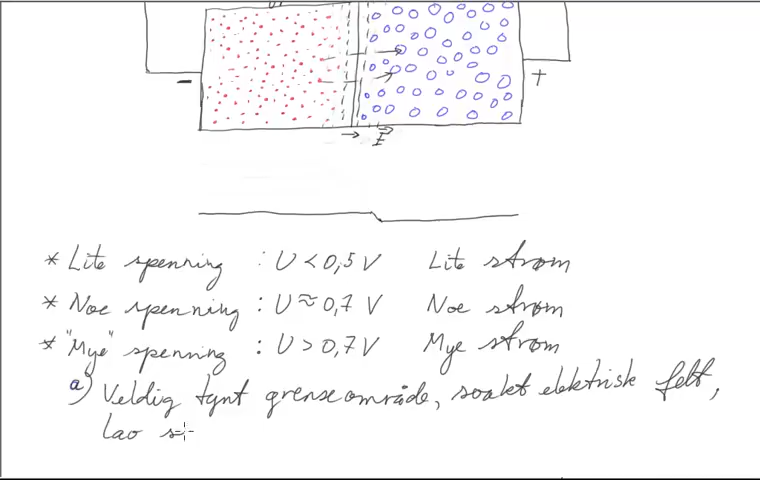 -
+
E
* Lite spenning : U < 0,5 V Lite strøm
* Noe spenning : U ≈ 0,7 V Noe strøm
* "Mye" spenning : U > 0,7 V Mye strøm
a) Veldig tynt grenseområde, svakt elektrisk felt,
lav s